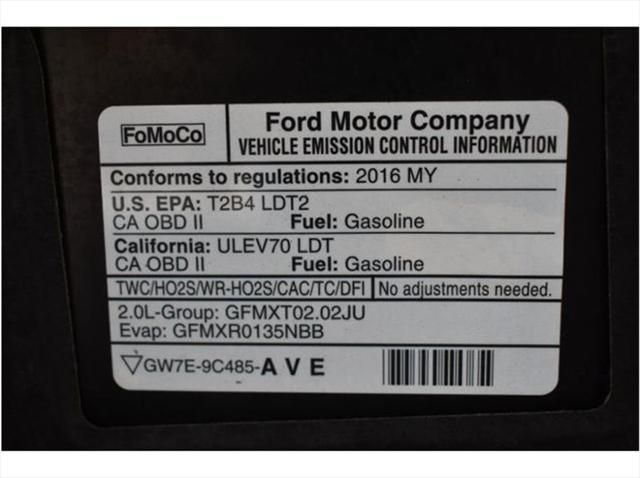 FoMoCo
Ford Motor Company
VEHICLE EMISSION CONTROL INFORMATION
Conforms to regulations: 2016 MY
U.S. EPA: T2B4 LDT2
CA OBD II Fuel: Gasoline
California: ULEV70 LDT
CA OBD II Fuel: Gasoline
TWC/HO2S/WR-HO2S/CAC/TC/DFI No adjustments needed.
2.0L-Group: GFMXT02.02JU
Evap: GFMXR0135NBB
GW7E-9C485-A V E